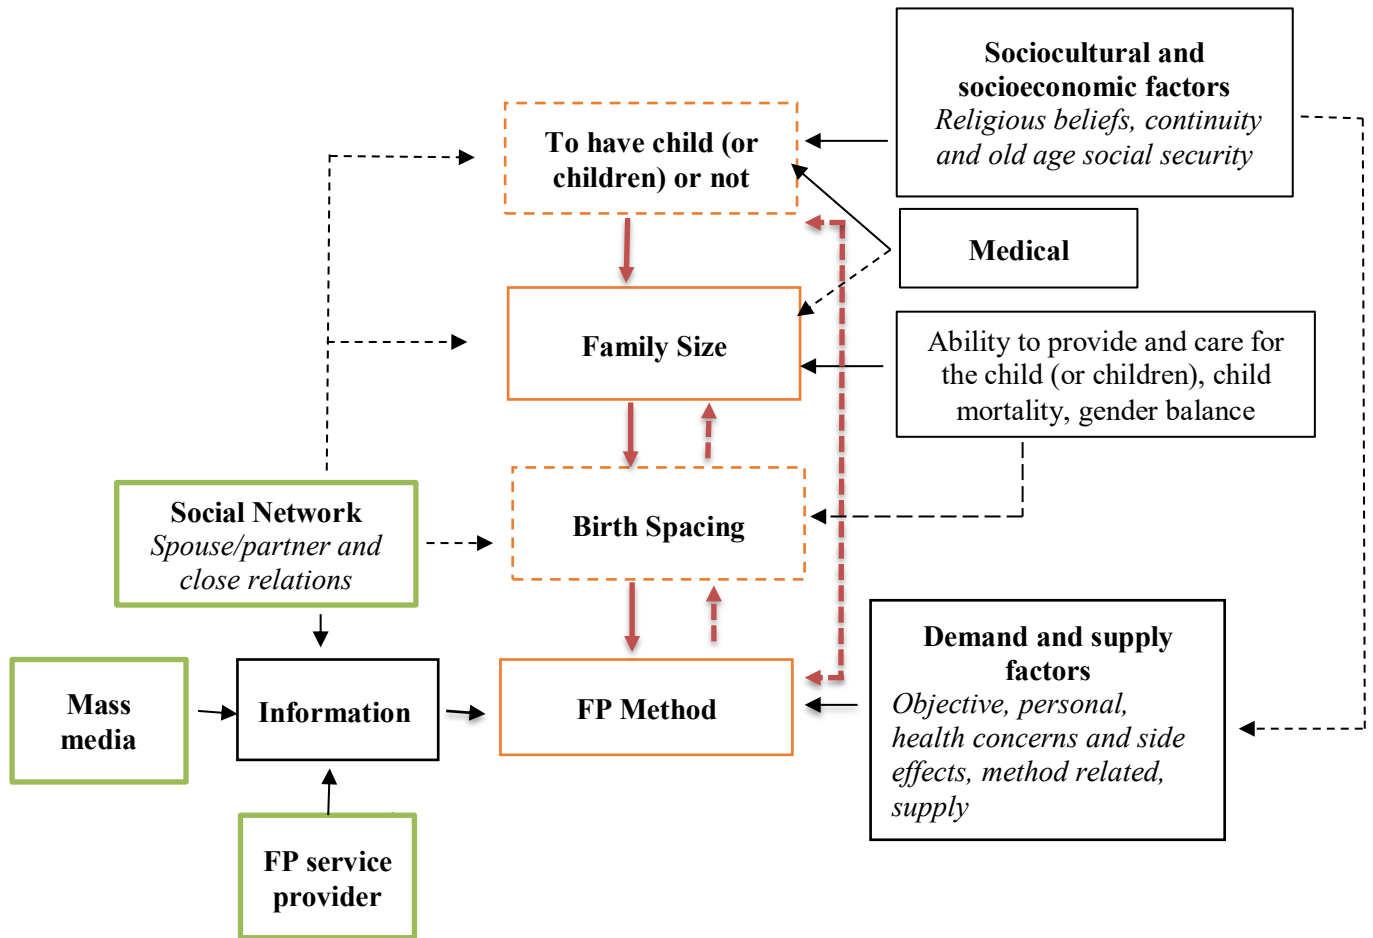 Sociocultural and
socioeconomic factors
Religious beliefs, continuity
and old age social security
To have child (or
children) or not
Medical
Family Size
Ability to provide and care for
the child (or children), child
mortality, gender balance
Social Network
Spouse/partner and
close relations
Birth Spacing
Demand and supply
factors
Objective, personal,
health concerns and side
effects, method related,
supply
Mass
media
Information
FP Method
FP service
provider